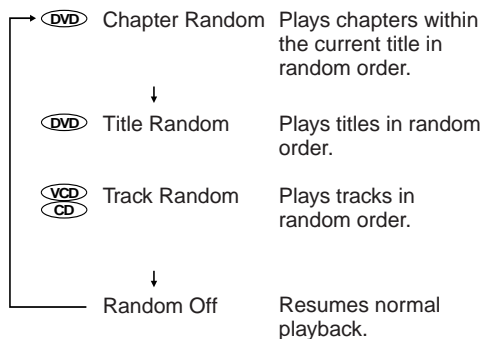 DVD Chapter Random Plays chapters within
the current title in
random order.
DVD Title Random Plays titles in random
order.
VCD Track Random Plays tracks in
CD random order.
Random Off Resumes normal
playback.